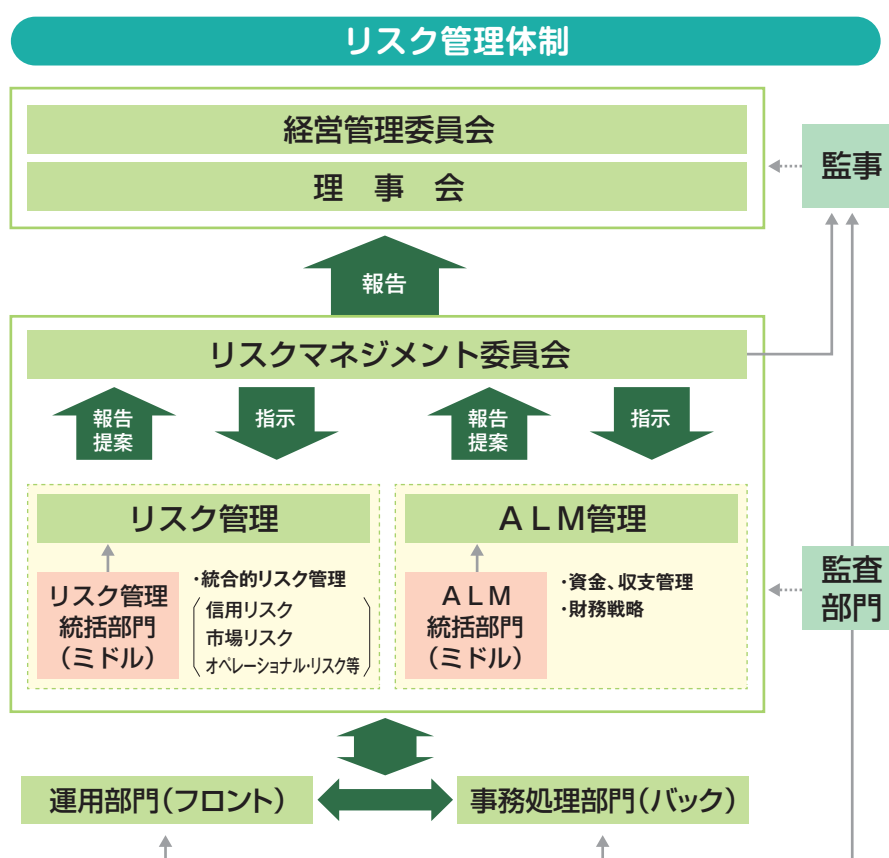 リスク管理体制
経営管理委員会
理 事 会
監事
報告
リスクマネジメント委員会
報告
提案
指示
報告
提案
指示
リスク管理
リスク管理
統括部門
(ミドル)
・統合的リスク管理
信用リスク
市場リスク
オペレーショナル・リスク等
ALM管理
ALM
統括部門
(ミドル)
・資金、収支管理
・財務戦略
監査
部門
運用部門(フロント)
事務処理部門(バック)